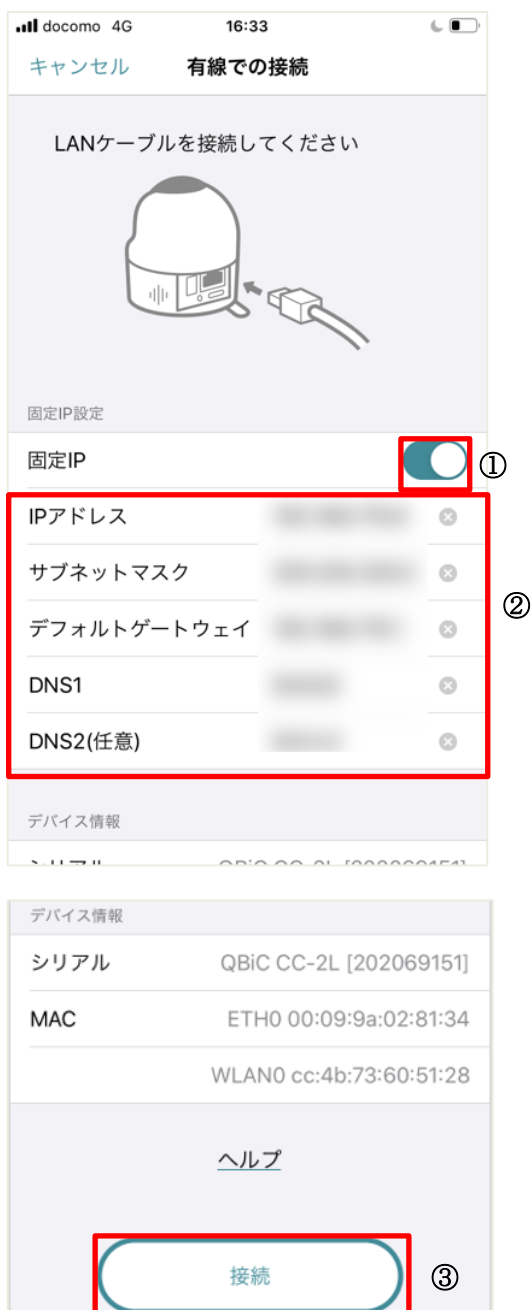 docomo 4G 16:33
キャンセル 有線での接続
LANケーブルを接続してください
固定IP設定
固定IP ①
IPアドレス
サブネットマスク
②
デフォルトゲートウェイ
DNS1
DNS2(任意)
デバイス情報
デバイス情報
シリアル QBiC CC-2L [202069151]
MAC ETH0 00:09:9a:02:81:34
WLAN0 cc:4b:73:60:51:28
ヘルプ
接続 ③